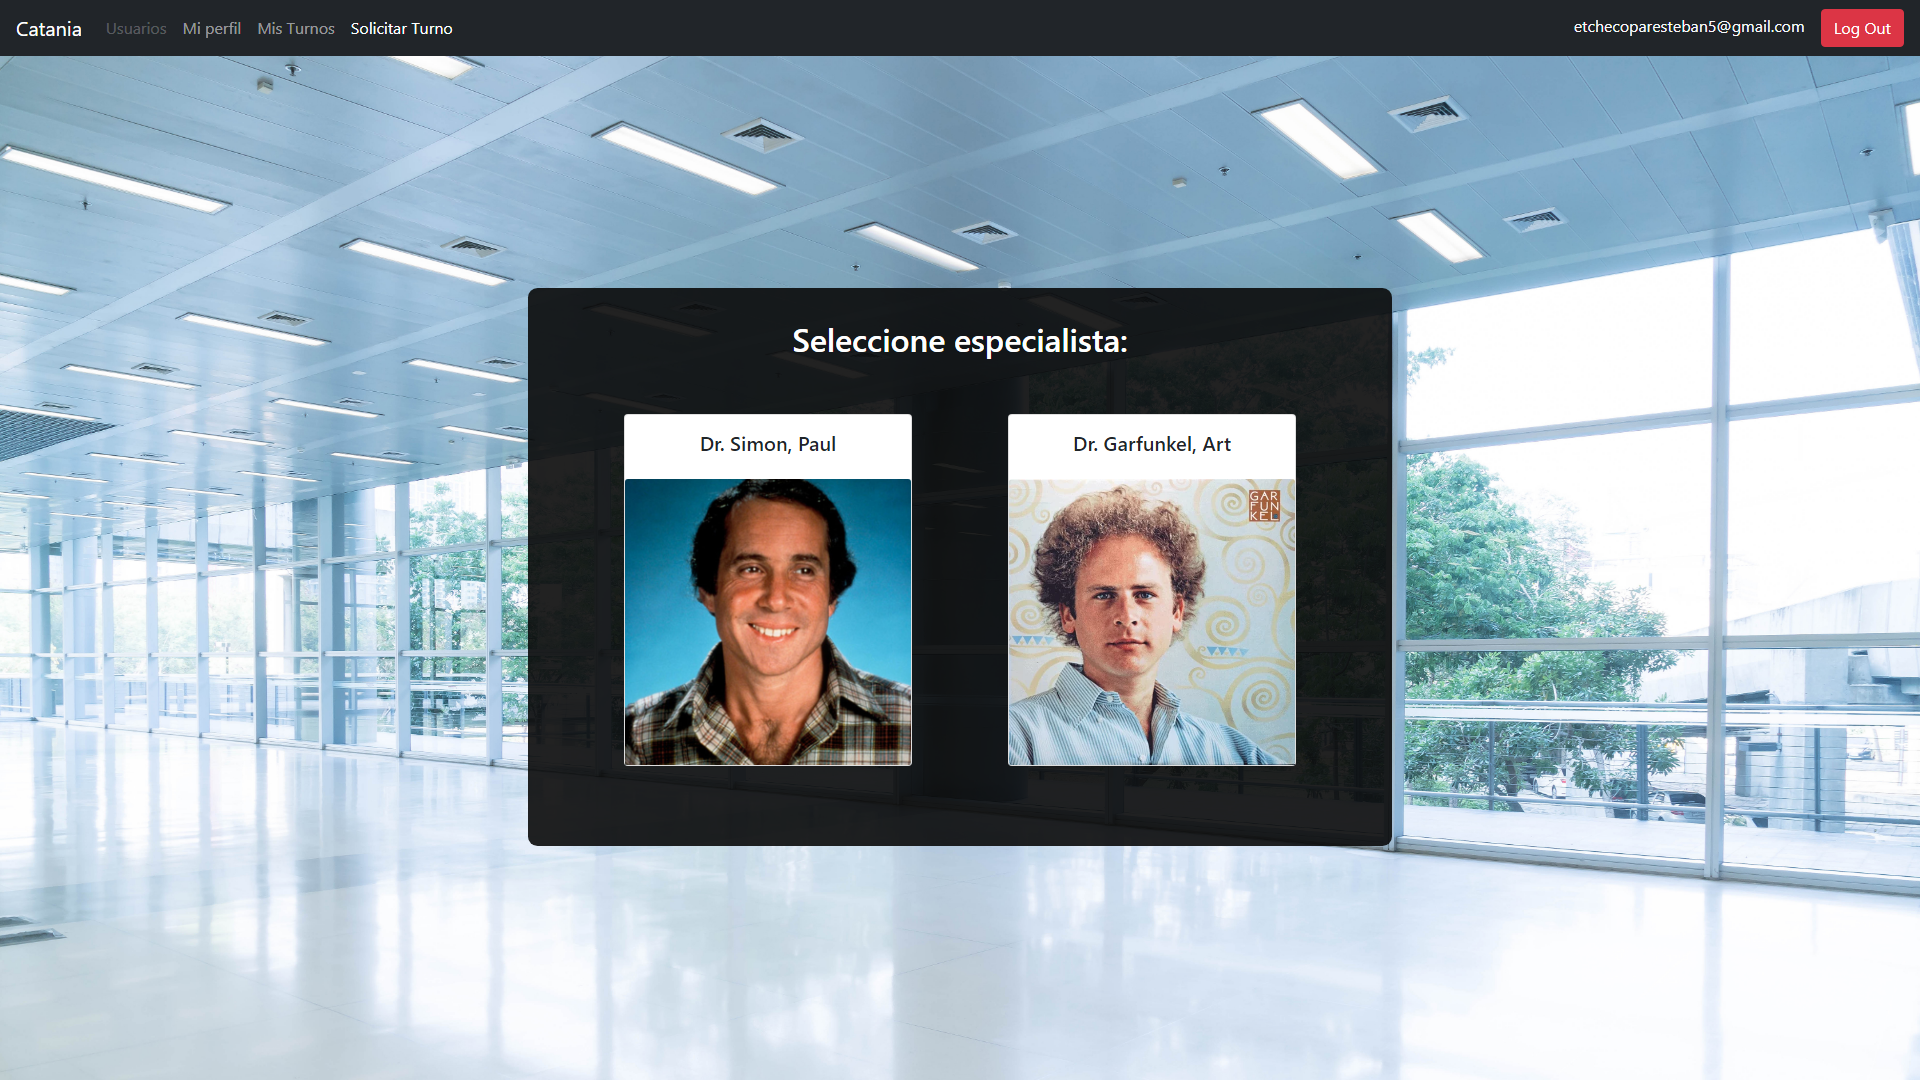 Catania Usuarios Mi perfil Mis Turnos Solicitar Turno etchecoparesteban5@gmail.com Log Out
Seleccione especialista:
Dr. Simon, Paul
Dr. Garfunkel, Art
GAR
FUN
KEL